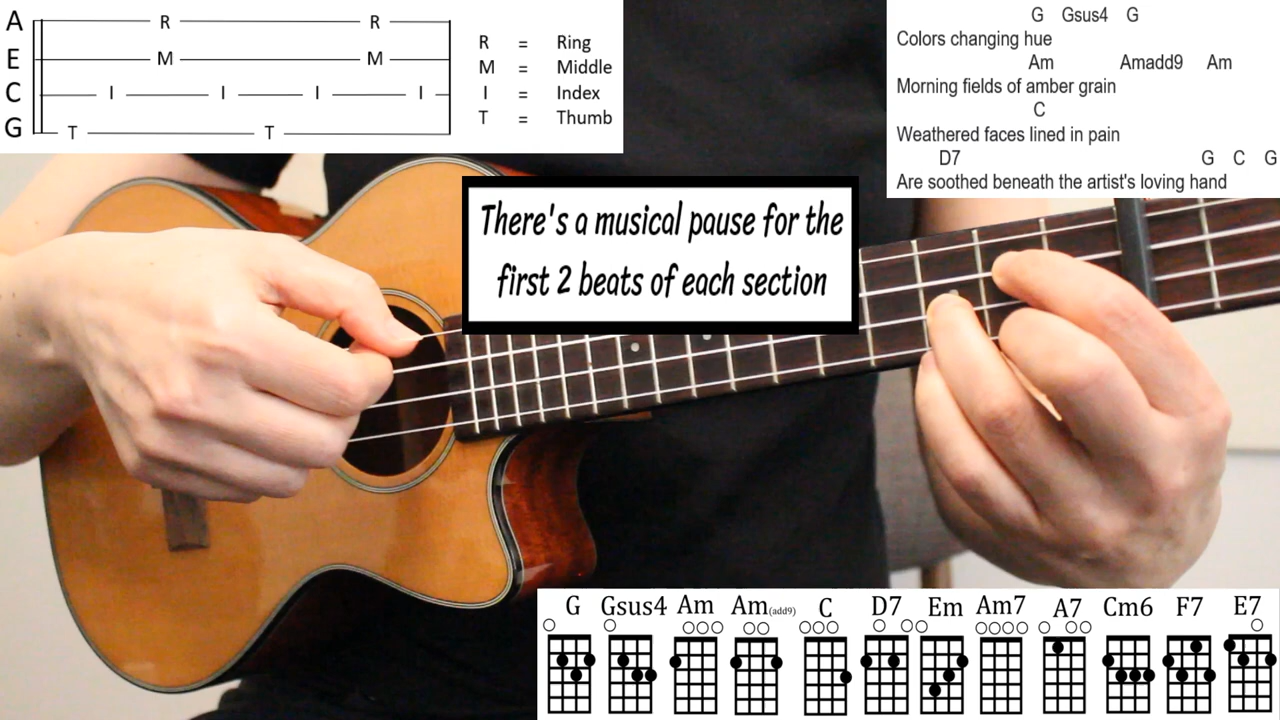 A R R
E M M
C I I I I
G T T
R = Ring
M = Middle
I = Index
T = Thumb
G Gsus4 G
Colors changing hue
Am Amadd9 Am
Morning fields of amber grain
C
Weathered faces lined in pain
D7 G C G
Are soothed beneath the artist's loving hand
There's a musical pause for the
first 2 beats of each section
G Gsus4 Am Am(add9) C D7 Em Am7 A7 Cm6 F7 E7